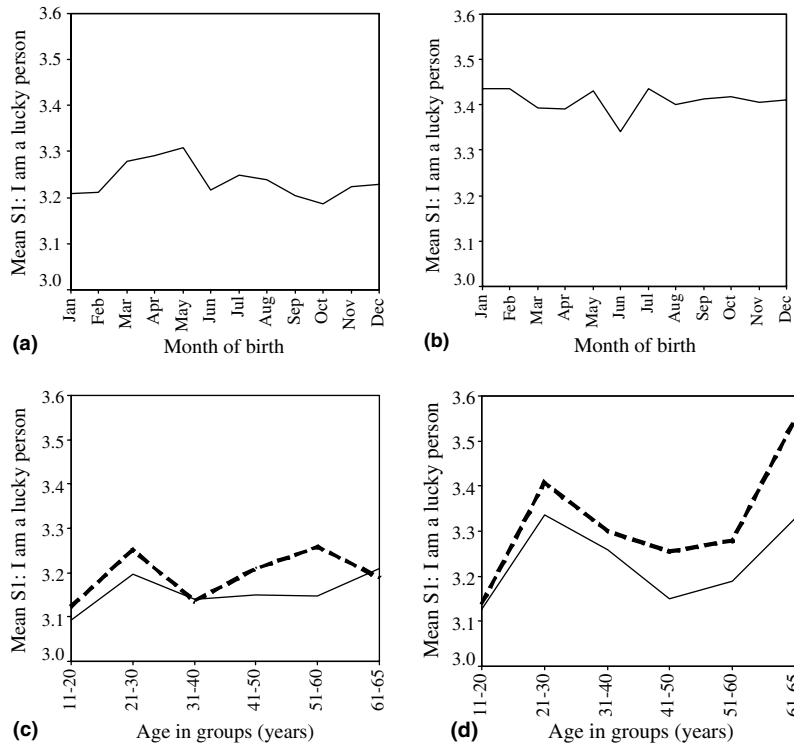 3.6
3.5
3.4
3.3
3.2
3.1
3.0
Mean S1: I am a lucky person
Jan
Feb
Mar
Apr
May
Jun
Jul
Aug
Sep
Oct
Nov
Dec
(a)
Month of birth
3.6
3.5
3.4
3.3
3.2
3.1
3.0
Mean S1: I am a lucky person
Jan
Feb
Mar
Apr
May
Jun
Jul
Aug
Sep
Oct
Nov
Dec
(b)
Month of birth
3.6
3.5
3.4
3.3
3.2
3.1
3.0
Mean S1: I am a lucky person
11-20
21-30
31-40
41-50
51-60
61-65
(c)
Age in groups (years)
3.6
3.5
3.4
3.3
3.2
3.1
3.0
Mean S1: I am a lucky person
11-20
21-30
31-40
41-50
51-60
61-65
(d)
Age in groups (years)